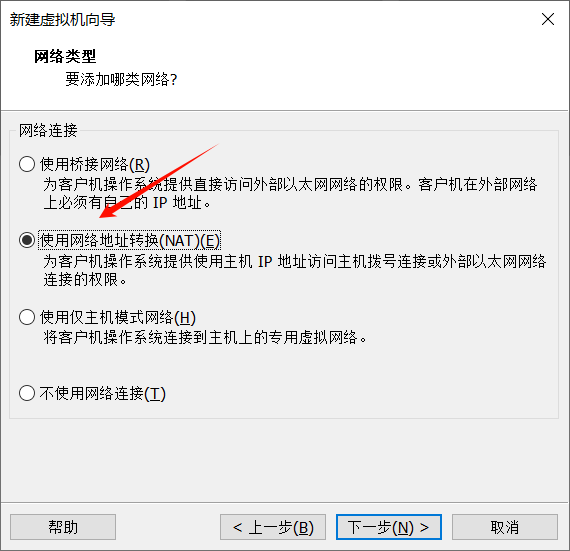 新建虚拟机向导
网络类型
要添加哪类网络?
网络连接
使用桥接网络(R)
为客户机操作系统提供直接访问外部以太网网络的权限。客户机在外部网络
上必须有自己的 IP 地址。
使用网络地址转换(NAT)(E)
为客户机操作系统提供使用主机 IP 地址访问主机拨号连接或外部以太网网络
连接的权限。
使用仅主机模式网络(H)
将客户机操作系统连接到主机上的专用虚拟网络。
不使用网络连接(T)
帮助
< 上一步(B)
下一步(N) >
取消